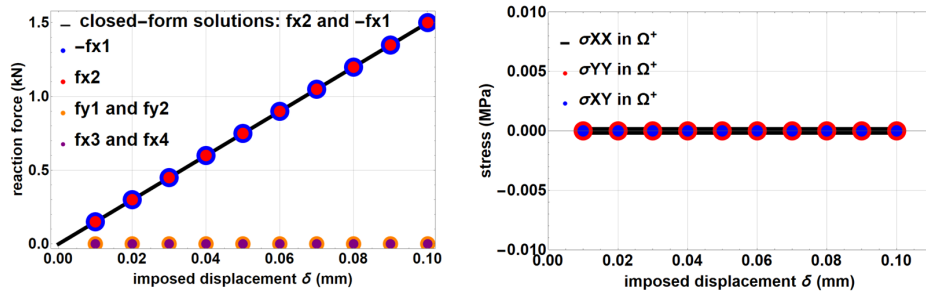 1.5
closed-form solutions: fx2 and -fx1
-fx1
fx2
fy1 and fy2
fx3 and fx4
1.0
0.5
0.0
reaction force (kN)
0.00 0.02 0.04 0.06 0.08 0.10
imposed displacement δ (mm)
0.010
0.005
0.000
−0.005
−0.010
stress (MPa)
σXX in Ω⁺
σYY in Ω⁺
σXY in Ω⁺
0.00 0.02 0.04 0.06 0.08 0.10
imposed displacement δ (mm)